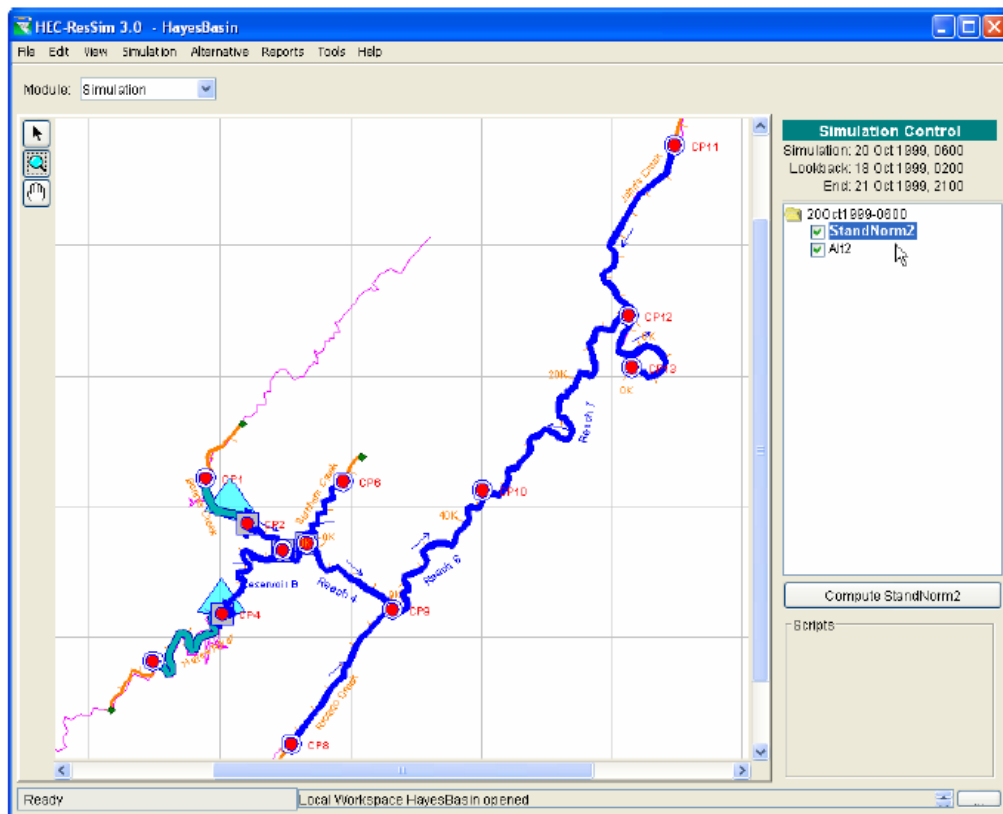 HEC-ResSim 3.0 - HayesBasin
File Edit View Simulation Alternative Reports Tools Help
Module: Simulation
Simulation Control
Simulation: 20 Oct 1999, 0600
Lookback: 18 Oct 1999, 0200
End: 21 Oct 1999, 2100
20Oct1999-0600
StandNorm2
Alt2
CP11
CP12
CP13
0K
20K
Reach 7
CP1
CP6
CP10
40K
CP2
0K
Reach 6
Reservoir B
Reach 4
CP9
CP4
CP8
Compute StandNorm2
Scripts
Ready
Local Workspace HayesBasin opened
...